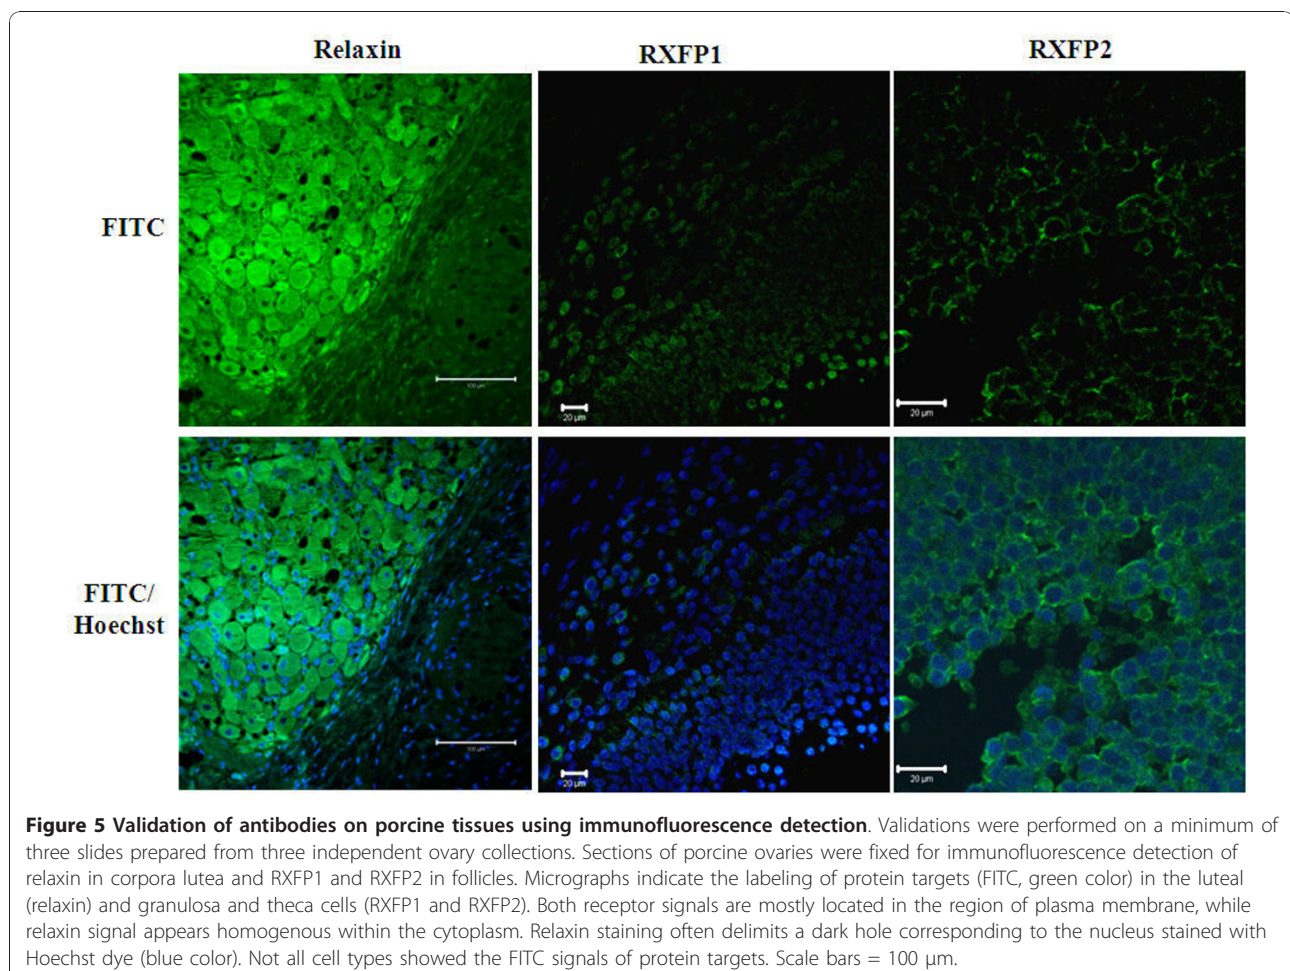 Relaxin
RXFP1
RXFP2
FITC
100 µm
20 µm
20 µm
FITC/
Hoechst
100 µm
20 µm
20 µm
Figure 5 Validation of antibodies on porcine tissues using immunofluorescence detection. Validations were performed on a minimum of
three slides prepared from three independent ovary collections. Sections of porcine ovaries were fixed for immunofluorescence detection of
relaxin in corpora lutea and RXFP1 and RXFP2 in follicles. Micrographs indicate the labeling of protein targets (FITC, green color) in the luteal
(relaxin) and granulosa and theca cells (RXFP1 and RXFP2). Both receptor signals are mostly located in the region of plasma membrane, while
relaxin signal appears homogenous within the cytoplasm. Relaxin staining often delimits a dark hole corresponding to the nucleus stained with
Hoechst dye (blue color). Not all cell types showed the FITC signals of protein targets. Scale bars = 100 μm.